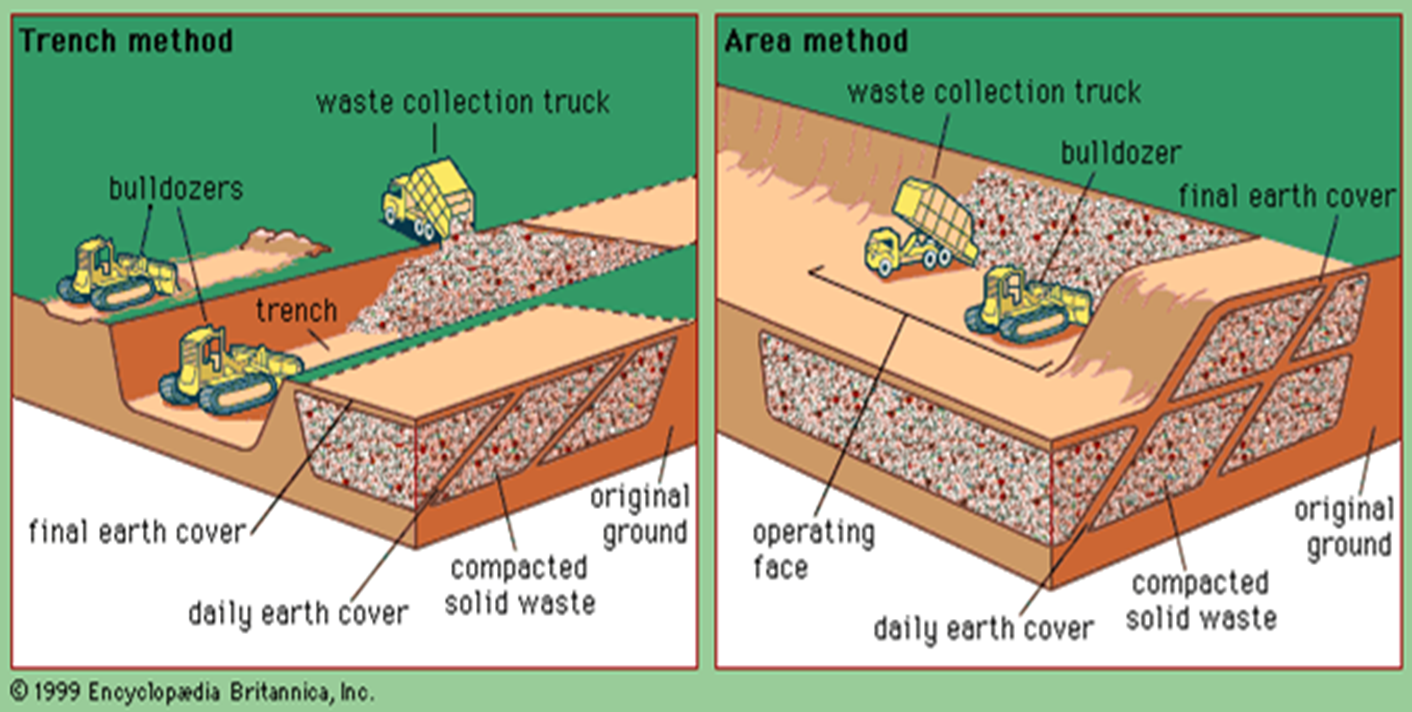 Trench method
waste collection truck
bulldozers
trench
original
ground
final earth cover
compacted
solid waste
daily earth cover
Area method
waste collection truck
bulldozer
final earth cover
original
ground
operating
face
compacted
solid waste
daily earth cover
© 1999 Encyclopædia Britannica, Inc.